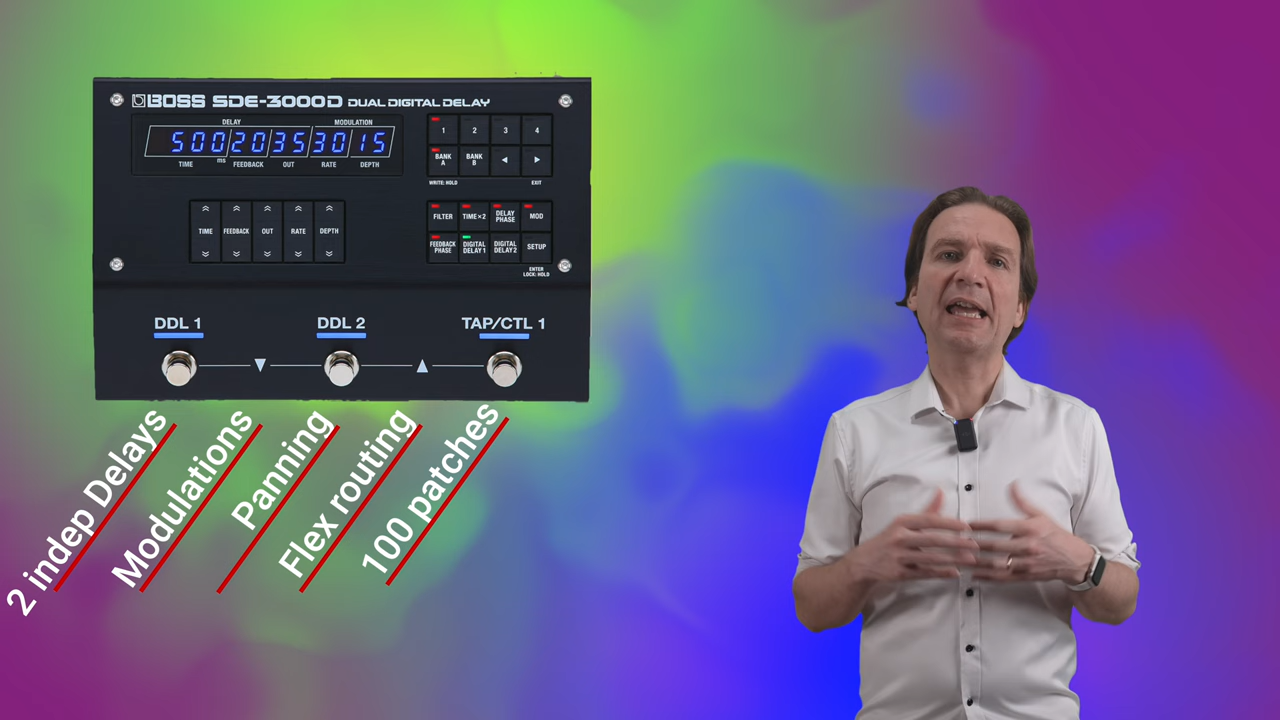 BOSS SDE-3000D DUAL DIGITAL DELAY
DELAY MODULATION
500 20 35 30 15
TIME ms FEEDBACK OUT RATE DEPTH
1 2 3 4
BANK A BANK B
WRITE: HOLD EXIT
TIME FEEDBACK OUT RATE DEPTH
FILTER TIME×2 DELAY PHASE MOD
FEEDBACK PHASE DIGITAL DELAY 1 DIGITAL DELAY 2 SETUP
ENTER
LOCK: HOLD
DDL 1 DDL 2 TAP/CTL 1
2 indep Delays
Modulations
Panning
Flex routing
100 patches